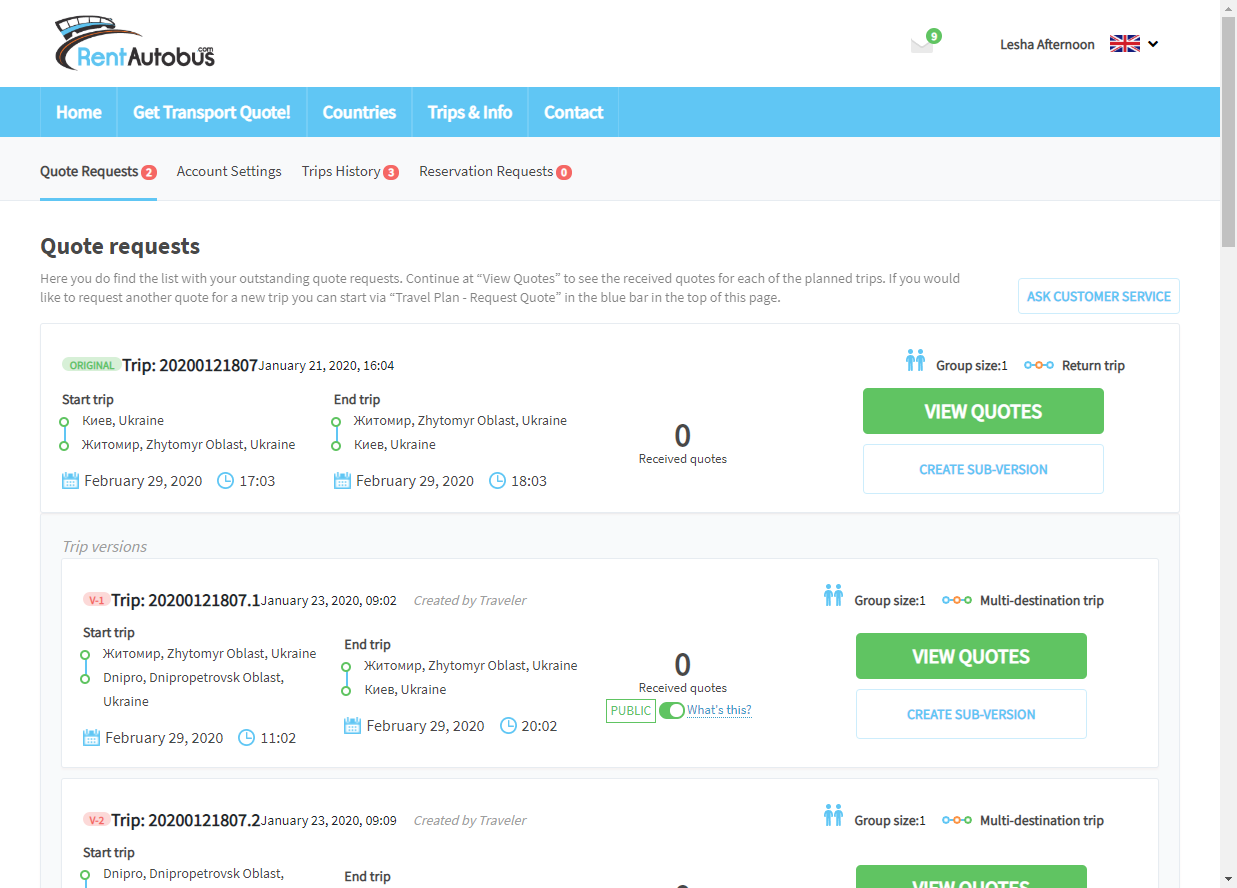 RentAutobus.com
9
Lesha Afternoon
Home Get Transport Quote! Countries Trips & Info Contact
Quote Requests 2 Account Settings Trips History 3 Reservation Requests 0
Quote requests
Here you do find the list with your outstanding quote requests. Continue at “View Quotes” to see the received quotes for each of the planned trips. If you would
like to request another quote for a new trip you can start via “Travel Plan - Request Quote” in the blue bar in the top of this page.
ASK CUSTOMER SERVICE
ORIGINAL Trip: 20200121807 January 21, 2020, 16:04
Group size:1 Return trip
Start trip
Киев, Ukraine
Житомир, Zhytomyr Oblast, Ukraine
February 29, 2020 17:03
End trip
Житомир, Zhytomyr Oblast, Ukraine
Киев, Ukraine
February 29, 2020 18:03
0
Received quotes
VIEW QUOTES
CREATE SUB-VERSION
Trip versions
V-1 Trip: 20200121807.1 January 23, 2020, 09:02 Created by Traveler
Group size:1 Multi-destination trip
Start trip
Житомир, Zhytomyr Oblast, Ukraine
Dnipro, Dnipropetrovsk Oblast,
Ukraine
February 29, 2020 11:02
End trip
Житомир, Zhytomyr Oblast, Ukraine
Киев, Ukraine
February 29, 2020 20:02
0
Received quotes
PUBLIC What's this?
VIEW QUOTES
CREATE SUB-VERSION
V-2 Trip: 20200121807.2 January 23, 2020, 09:09 Created by Traveler
Group size:1 Multi-destination trip
Start trip
Dnipro, Dnipropetrovsk Oblast,
End trip
VIEW QUOTES